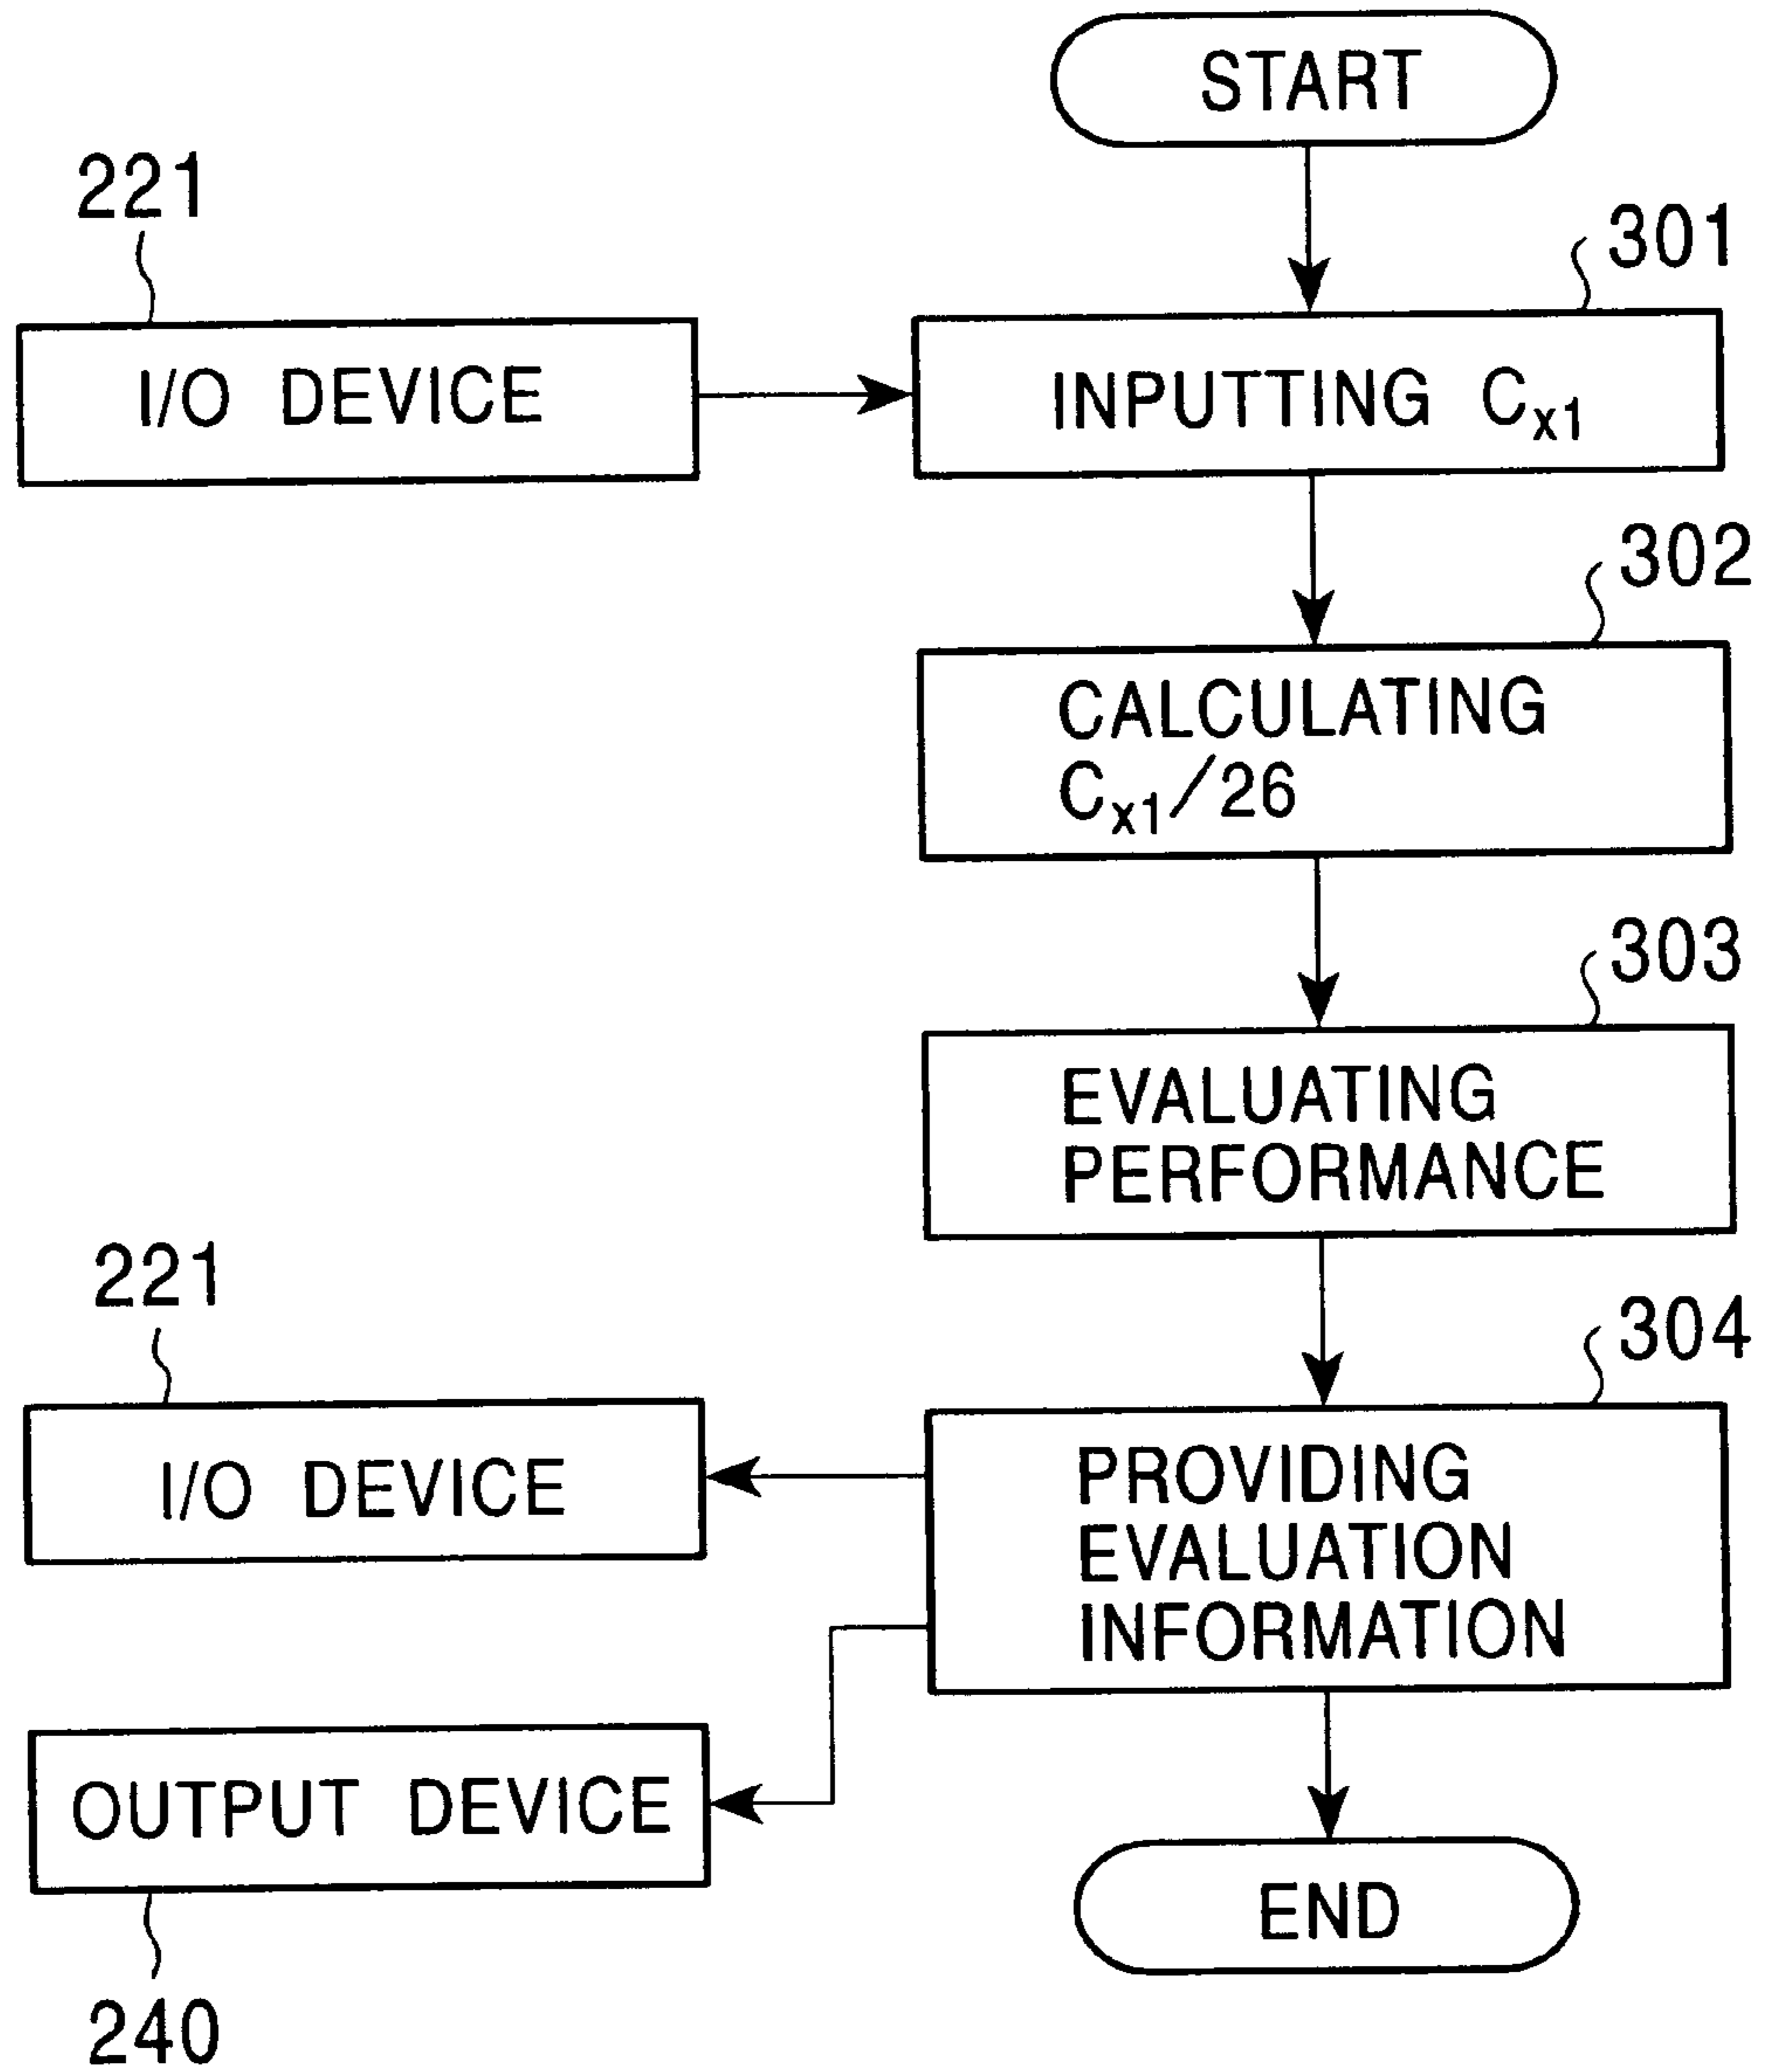 START
221
301
I/O DEVICE
INPUTTING Cx1
302
CALCULATING
Cx1/26
303
EVALUATING
PERFORMANCE
221
304
I/O DEVICE
PROVIDING
EVALUATION
INFORMATION
OUTPUT DEVICE
END
240